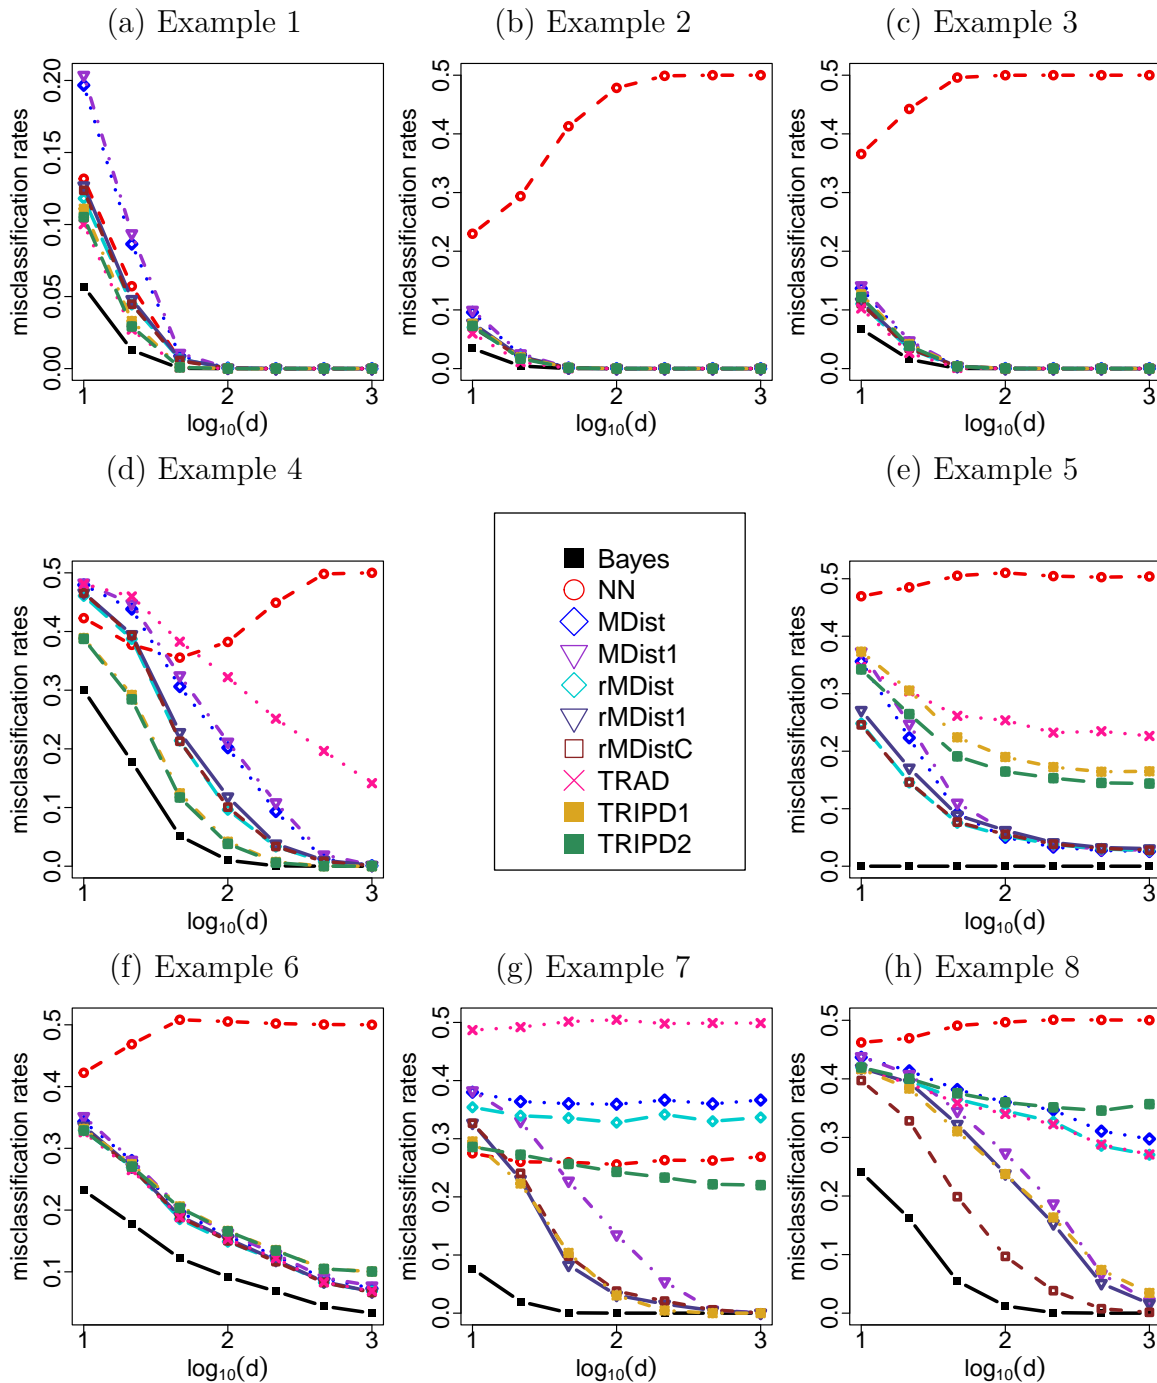 (a) Example 1
(b) Example 2
(c) Example 3
misclassification rates
0.00 0.05 0.10 0.15 0.20
1 2 3
log10(d)
misclassification rates
0.0 0.1 0.2 0.3 0.4 0.5
1 2 3
log10(d)
misclassification rates
0.0 0.1 0.2 0.3 0.4 0.5
1 2 3
log10(d)
(d) Example 4
(e) Example 5
misclassification rates
0.0 0.1 0.2 0.3 0.4 0.5
1 2 3
log10(d)
Bayes
NN
MDist
MDist1
rMDist
rMDist1
rMDistC
TRAD
TRIPD1
TRIPD2
misclassification rates
0.0 0.1 0.2 0.3 0.4 0.5
1 2 3
log10(d)
(f) Example 6
(g) Example 7
(h) Example 8
misclassification rates
0.1 0.2 0.3 0.4 0.5
1 2 3
log10(d)
misclassification rates
0.0 0.1 0.2 0.3 0.4 0.5
1 2 3
log10(d)
misclassification rates
0.0 0.1 0.2 0.3 0.4 0.5
1 2 3
log10(d)